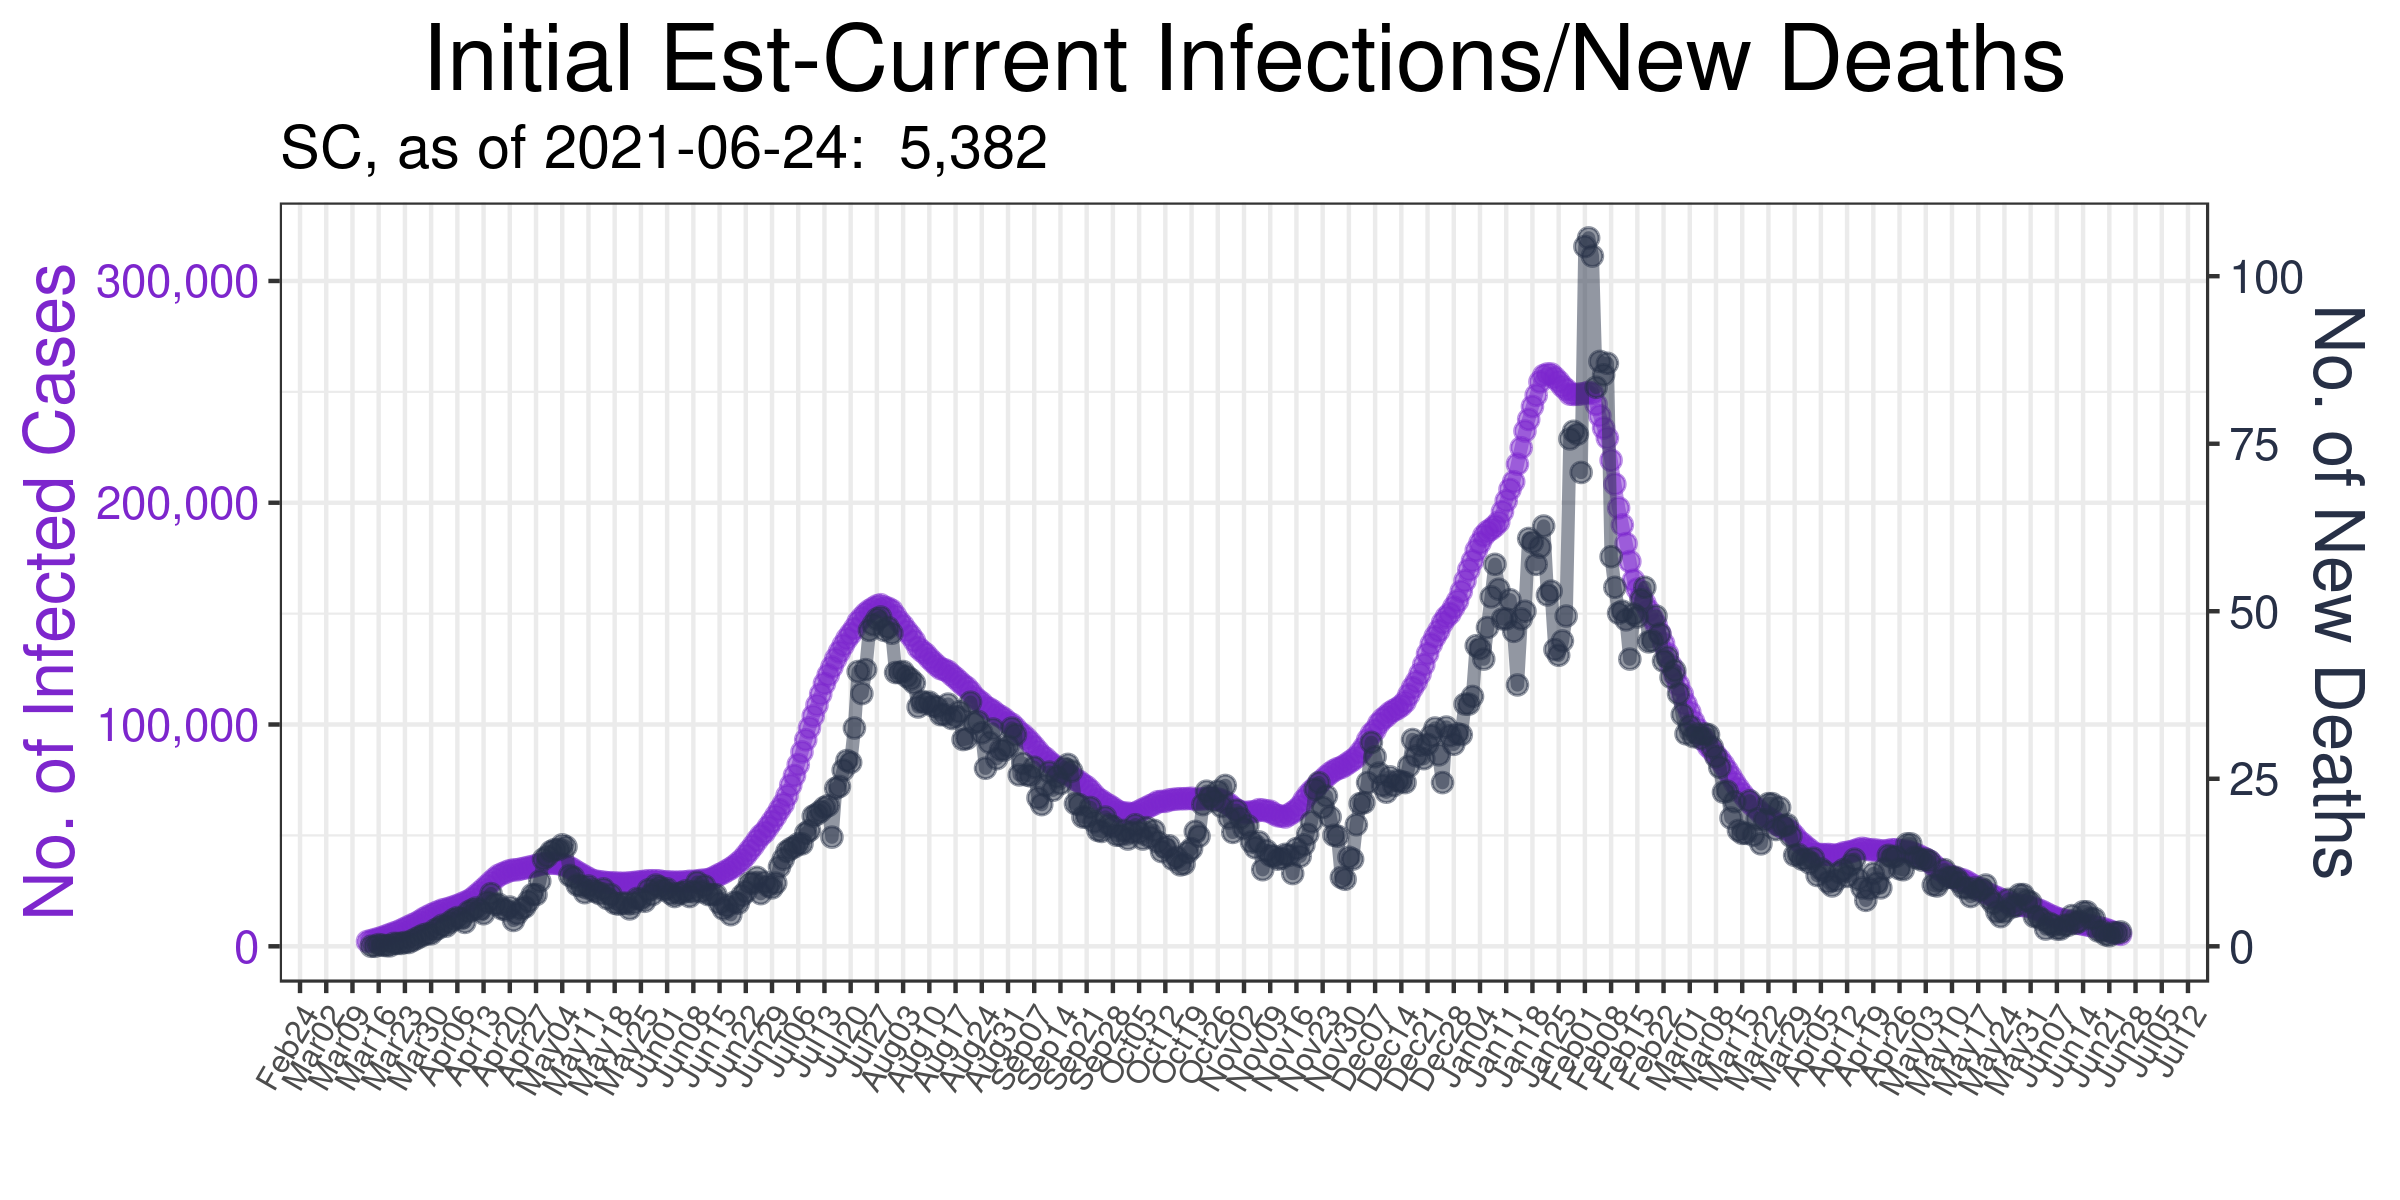 Initial Est-Current Infections/New Deaths
SC, as of 2021-06-24:  5,382
No. of Infected Cases
300,000
200,000
100,000
0
100
75
50
25
0
No. of New Deaths
Feb24
Mar02
Mar09
Mar16
Mar23
Mar30
Apr06
Apr13
Apr20
Apr27
May04
May11
May18
May25
Jun01
Jun08
Jun15
Jun22
Jun29
Jul06
Jul13
Jul20
Jul27
Aug03
Aug10
Aug17
Aug24
Aug31
Sep07
Sep14
Sep21
Sep28
Oct05
Oct12
Oct19
Oct26
Nov02
Nov09
Nov16
Nov23
Nov30
Dec07
Dec14
Dec21
Dec28
Jan04
Jan11
Jan18
Jan25
Feb01
Feb08
Feb15
Feb22
Mar01
Mar08
Mar15
Mar22
Mar29
Apr05
Apr12
Apr19
Apr26
May03
May10
May17
May24
May31
Jun07
Jun14
Jun21
Jun28
Jul05
Jul12